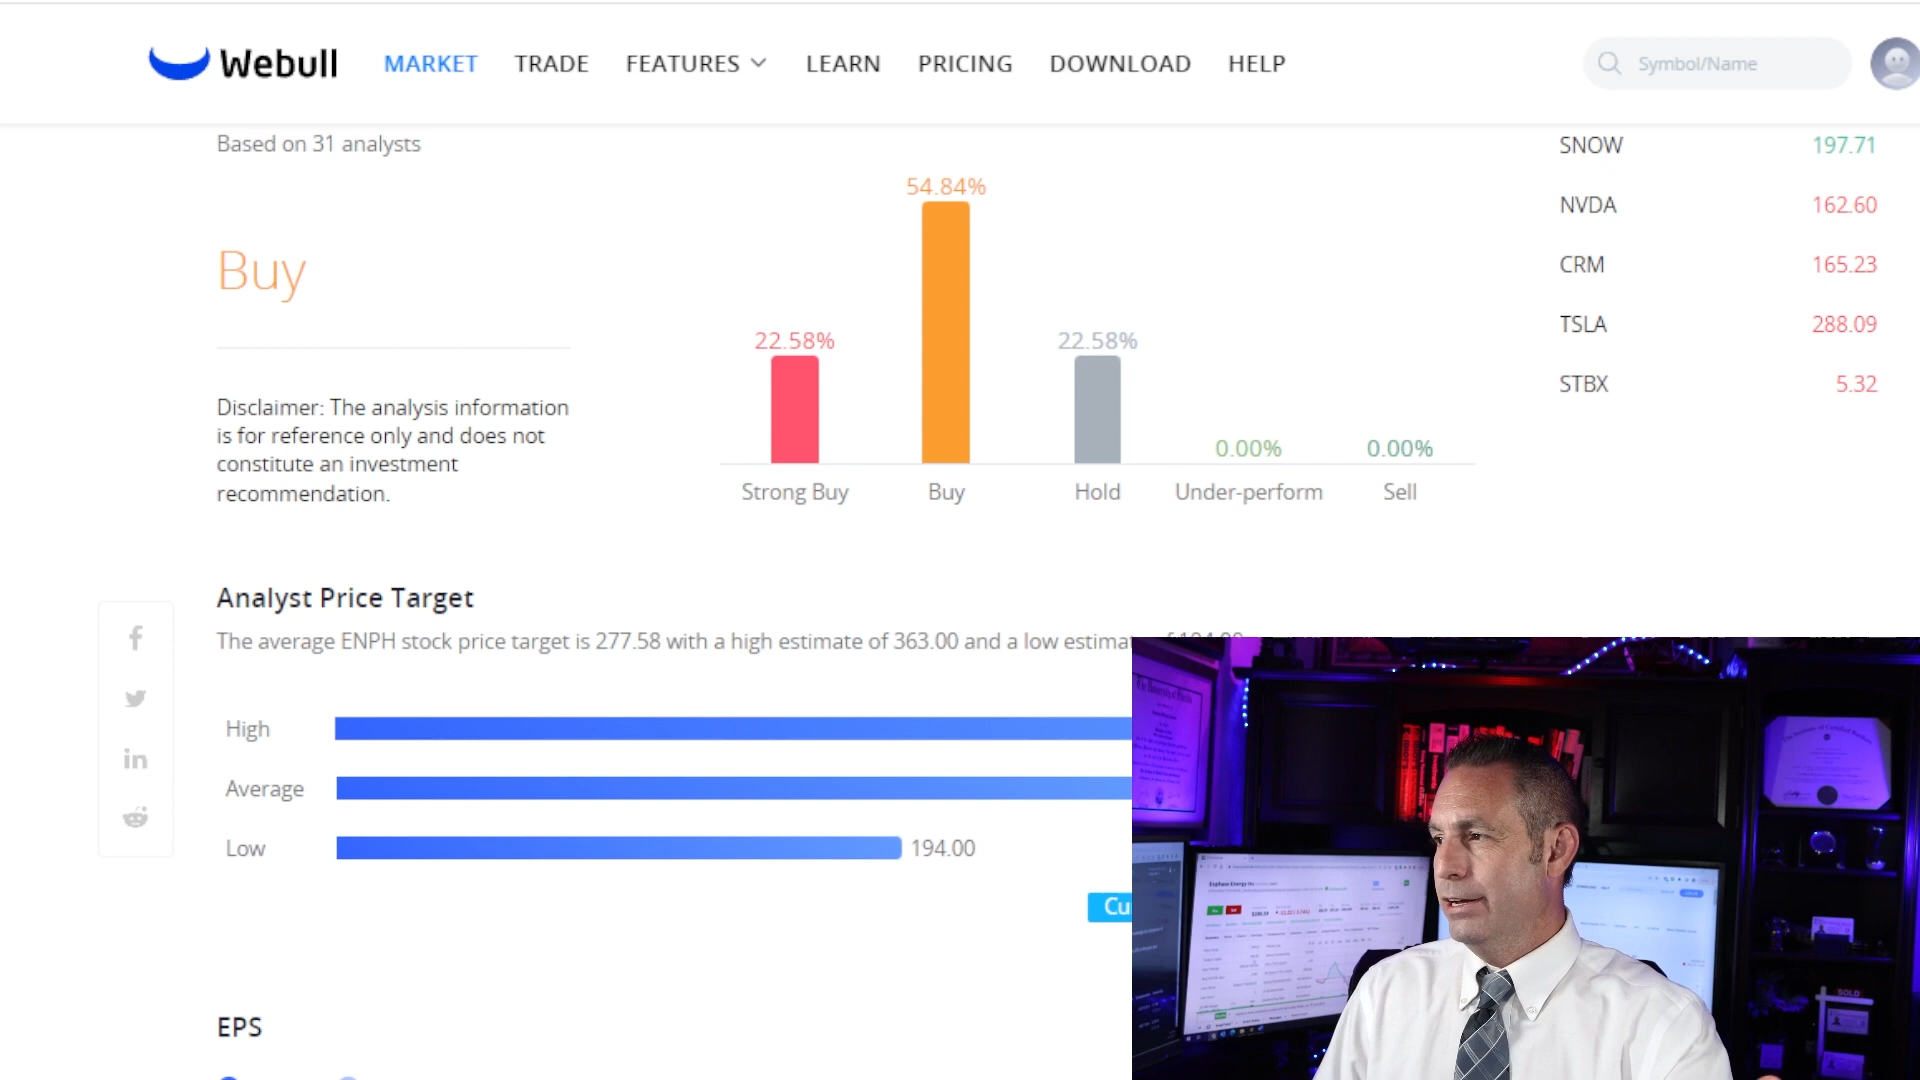 Webull
MARKET
TRADE
FEATURES
LEARN
PRICING
DOWNLOAD
HELP
Symbol/Name
Based on 31 analysts
Buy
Disclaimer: The analysis information
is for reference only and does not
constitute an investment
recommendation.
22.58%
54.84%
22.58%
0.00%
0.00%
Strong Buy
Buy
Hold
Under-perform
Sell
SNOW 197.71
NVDA 162.60
CRM 165.23
TSLA 288.09
STBX 5.32
Analyst Price Target
The average ENPH stock price target is 277.58 with a high estimate of 363.00 and a low
High
Average
Low 194.00
EPS
Enphase Energy Inc
SOLD